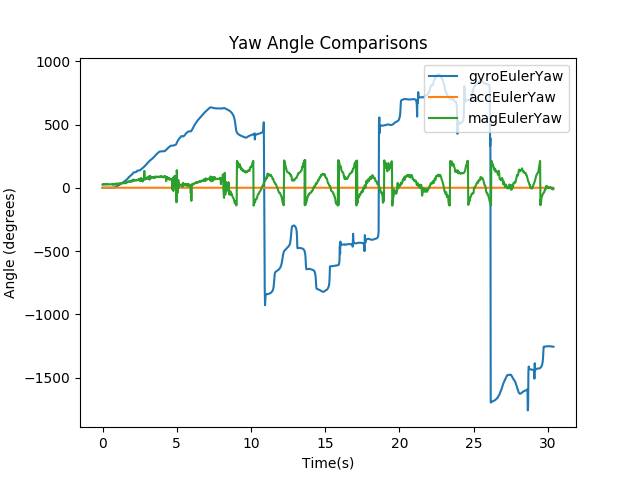 Yaw Angle Comparisons
gyroEulerYaw
accEulerYaw
magEulerYaw
Angle (degrees)
1000
500
0
−500
−1000
−1500
0 5 10 15 20 25 30
Time(s)